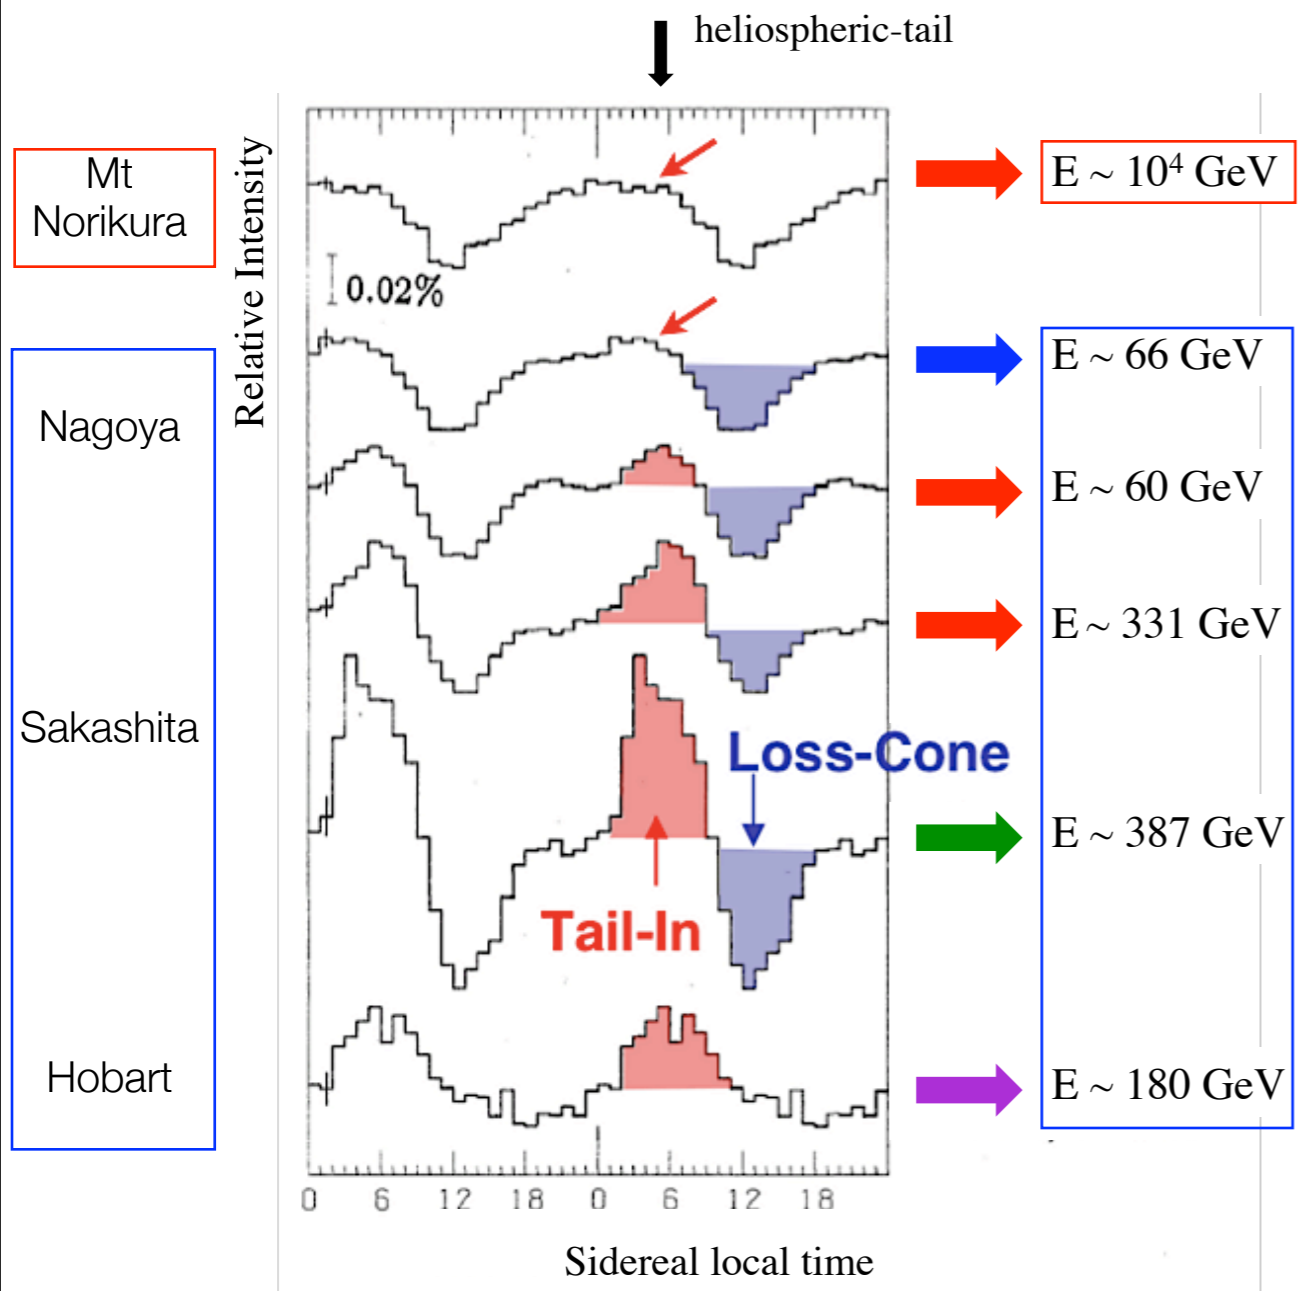 heliospheric-tail
Mt
Norikura
Relative Intensity
E ~ 10⁴ GeV
0.02%
E ~ 66 GeV
Nagoya
E ~ 60 GeV
E ~ 331 GeV
Sakashita
Loss-Cone
E ~ 387 GeV
Tail-In
Hobart
E ~ 180 GeV
0 6 12 18 0 6 12 18
Sidereal local time